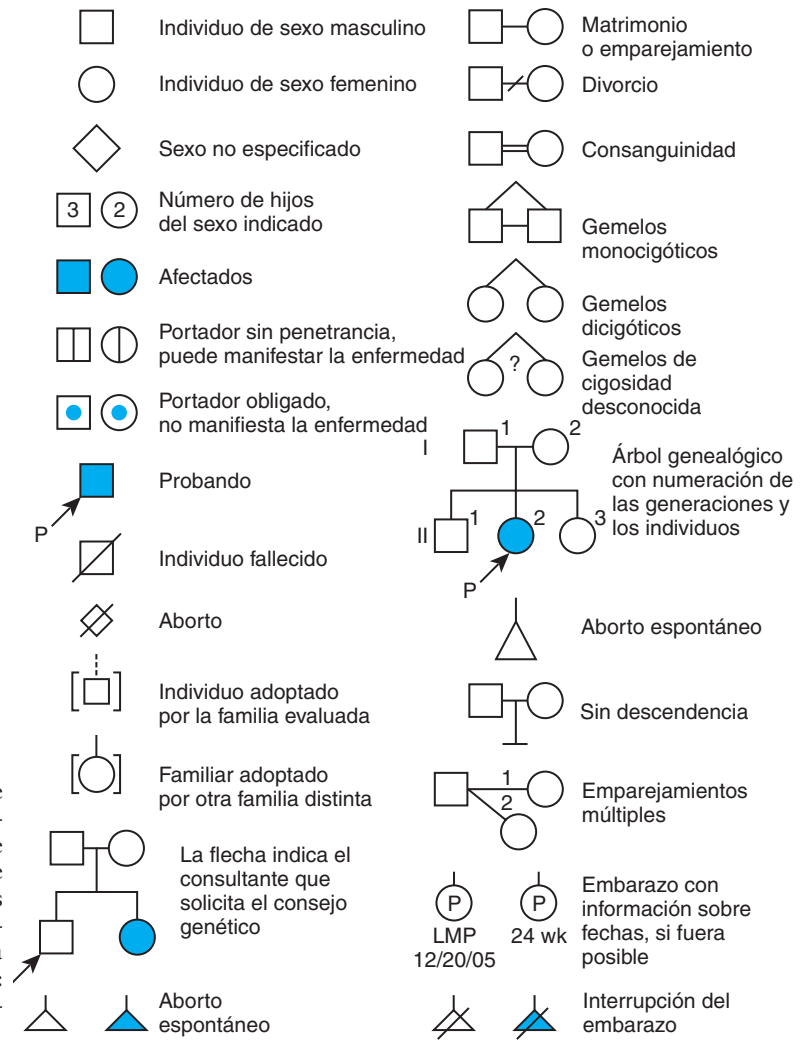 Individuo de sexo masculino
Individuo de sexo femenino
Sexo no especificado
3 2 Número de hijos
del sexo indicado
Afectados
Portador sin penetrancia,
puede manifestar la enfermedad
Portador obligado,
no manifiesta la enfermedad
Probando
P
Individuo fallecido
Aborto
Individuo adoptado
por la familia evaluada
Familiar adoptado
por otra familia distinta
La flecha indica el
consultante que
solicita el consejo
genético
Aborto
espontáneo
Matrimonio
o emparejamiento
Divorcio
Consanguinidad
Gemelos
monocigóticos
Gemelos
dicigóticos
?
Gemelos de
cigosidad
desconocida
I 1 2
II 1 2 3
P
Árbol genealógico
con numeración de
las generaciones y
los individuos
Aborto espontáneo
Sin descendencia
1
2
Emparejamientos
múltiples
P P
LMP 24 wk
12/20/05
Embarazo con
información sobre
fechas, si fuera
posible
Interrupción del
embarazo